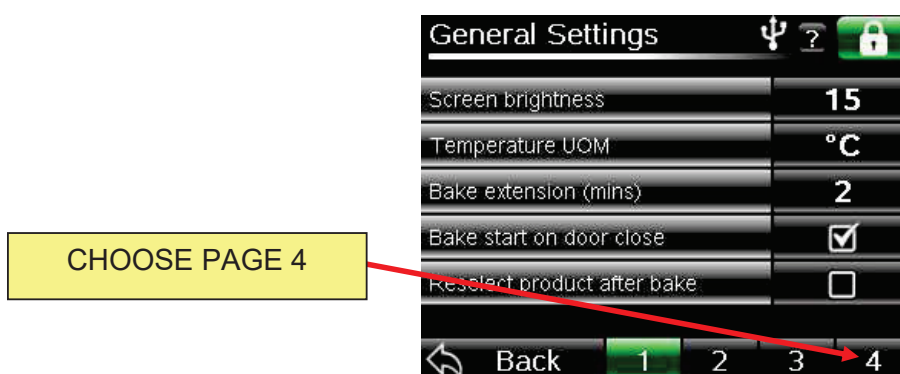 General Settings ?
Screen brightness 15
Temperature UOM °C
Bake extension (mins) 2
Bake start on door close
CHOOSE PAGE 4
Reselect product after bake
Back 1 2 3 4